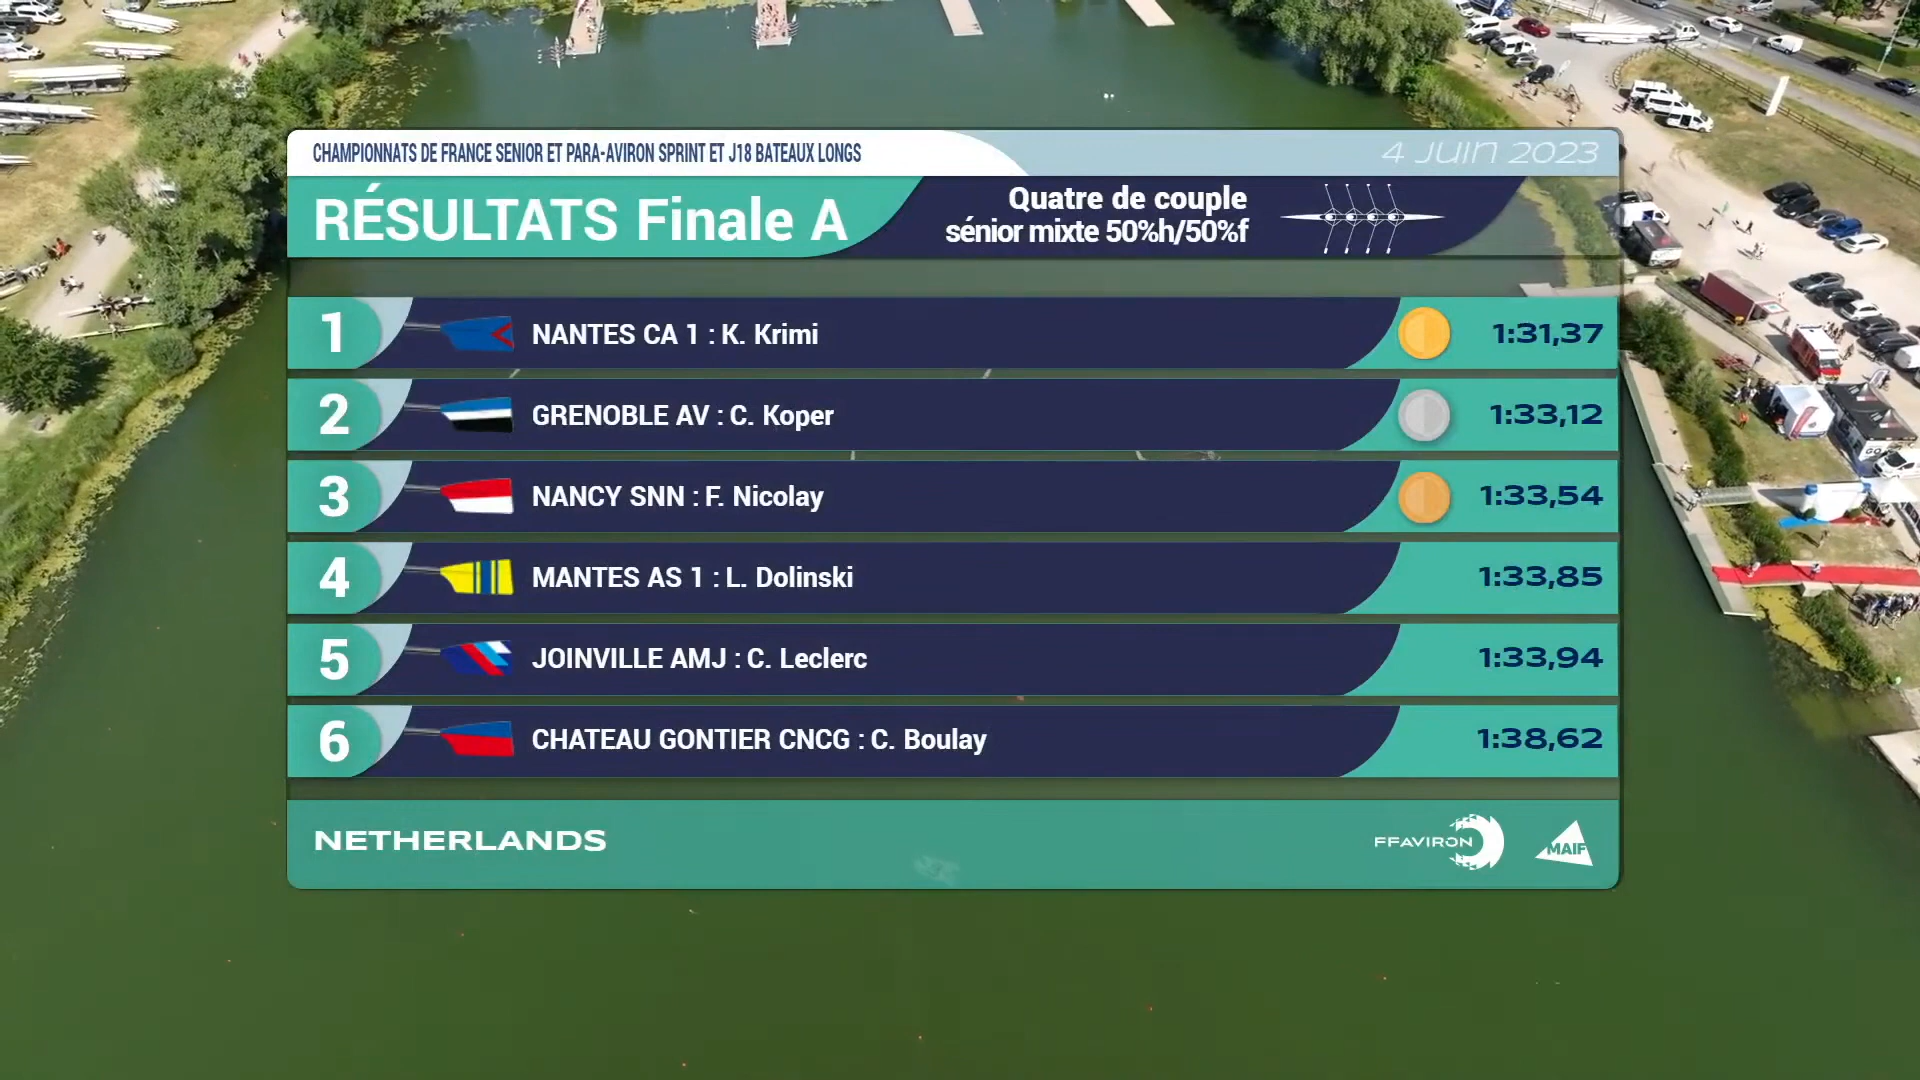 CHAMPIONNATS DE FRANCE SENIOR ET PARA-AVIRON SPRINT ET J18 BATEAUX LONGS
4 JUIN 2023
RÉSULTATS Finale A
Quatre de couple
sénior mixte 50%h/50%f
1 NANTES CA 1 : K. Krimi 1:31,37
2 GRENOBLE AV : C. Koper 1:33,12
3 NANCY SNN : F. Nicolay 1:33,54
4 MANTES AS 1 : L. Dolinski 1:33,85
5 JOINVILLE AMJ : C. Leclerc 1:33,94
6 CHATEAU GONTIER CNCG : C. Boulay 1:38,62
NETHERLANDS
FFAVIRON
MAIF